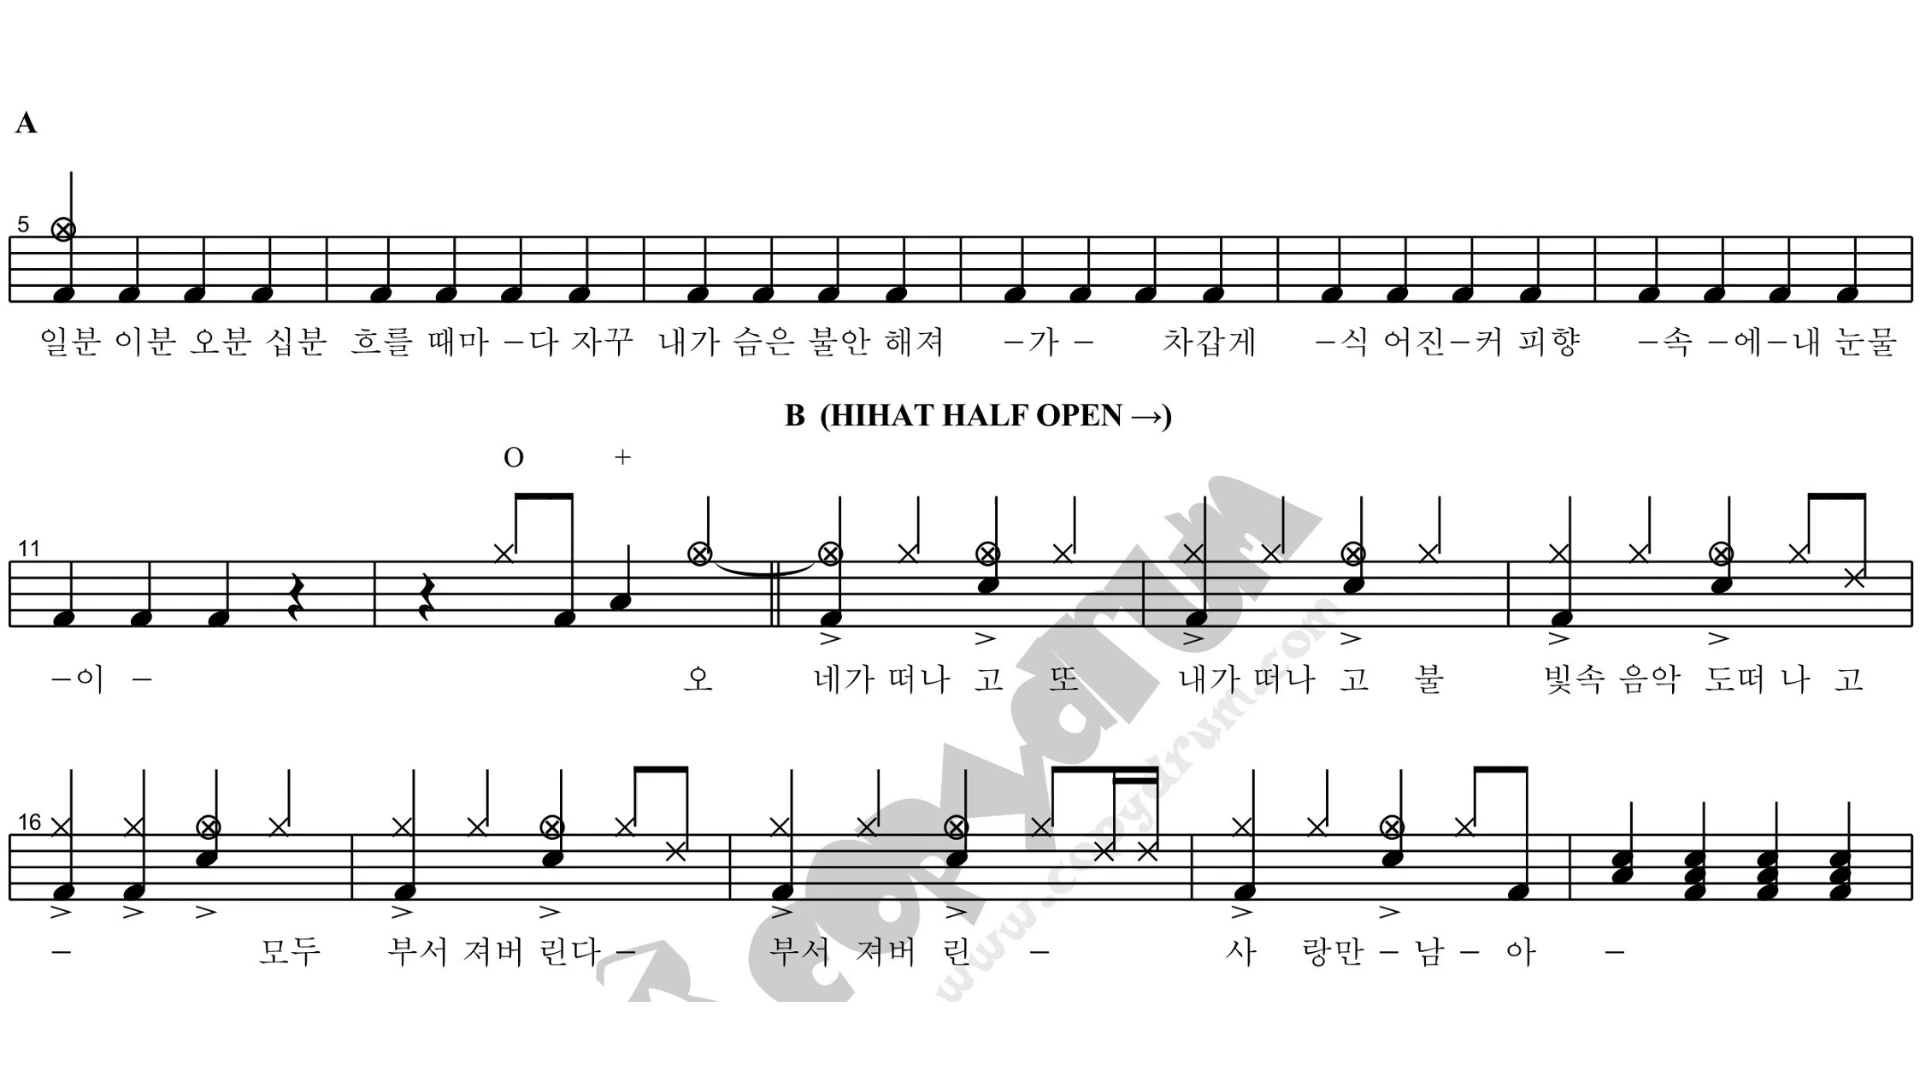 A
5
일분 이분 오분 십분 흐를 때마 –다 자꾸 내가 슴은 불안 해져 –가 – 차갑게 –식 어진–커 피향 –속 –에–내 눈물
B (HIHAT HALF OPEN →)
O +
11
–이 – 오 네가 떠나 고 또 내가 떠나 고 불 빛속 음악 도떠 나 고
16
– 모두 부서 져버 린다 – 부서 져버 린 – 사 랑만 – 남 – 아 –
copydrum
www.copydrum.com